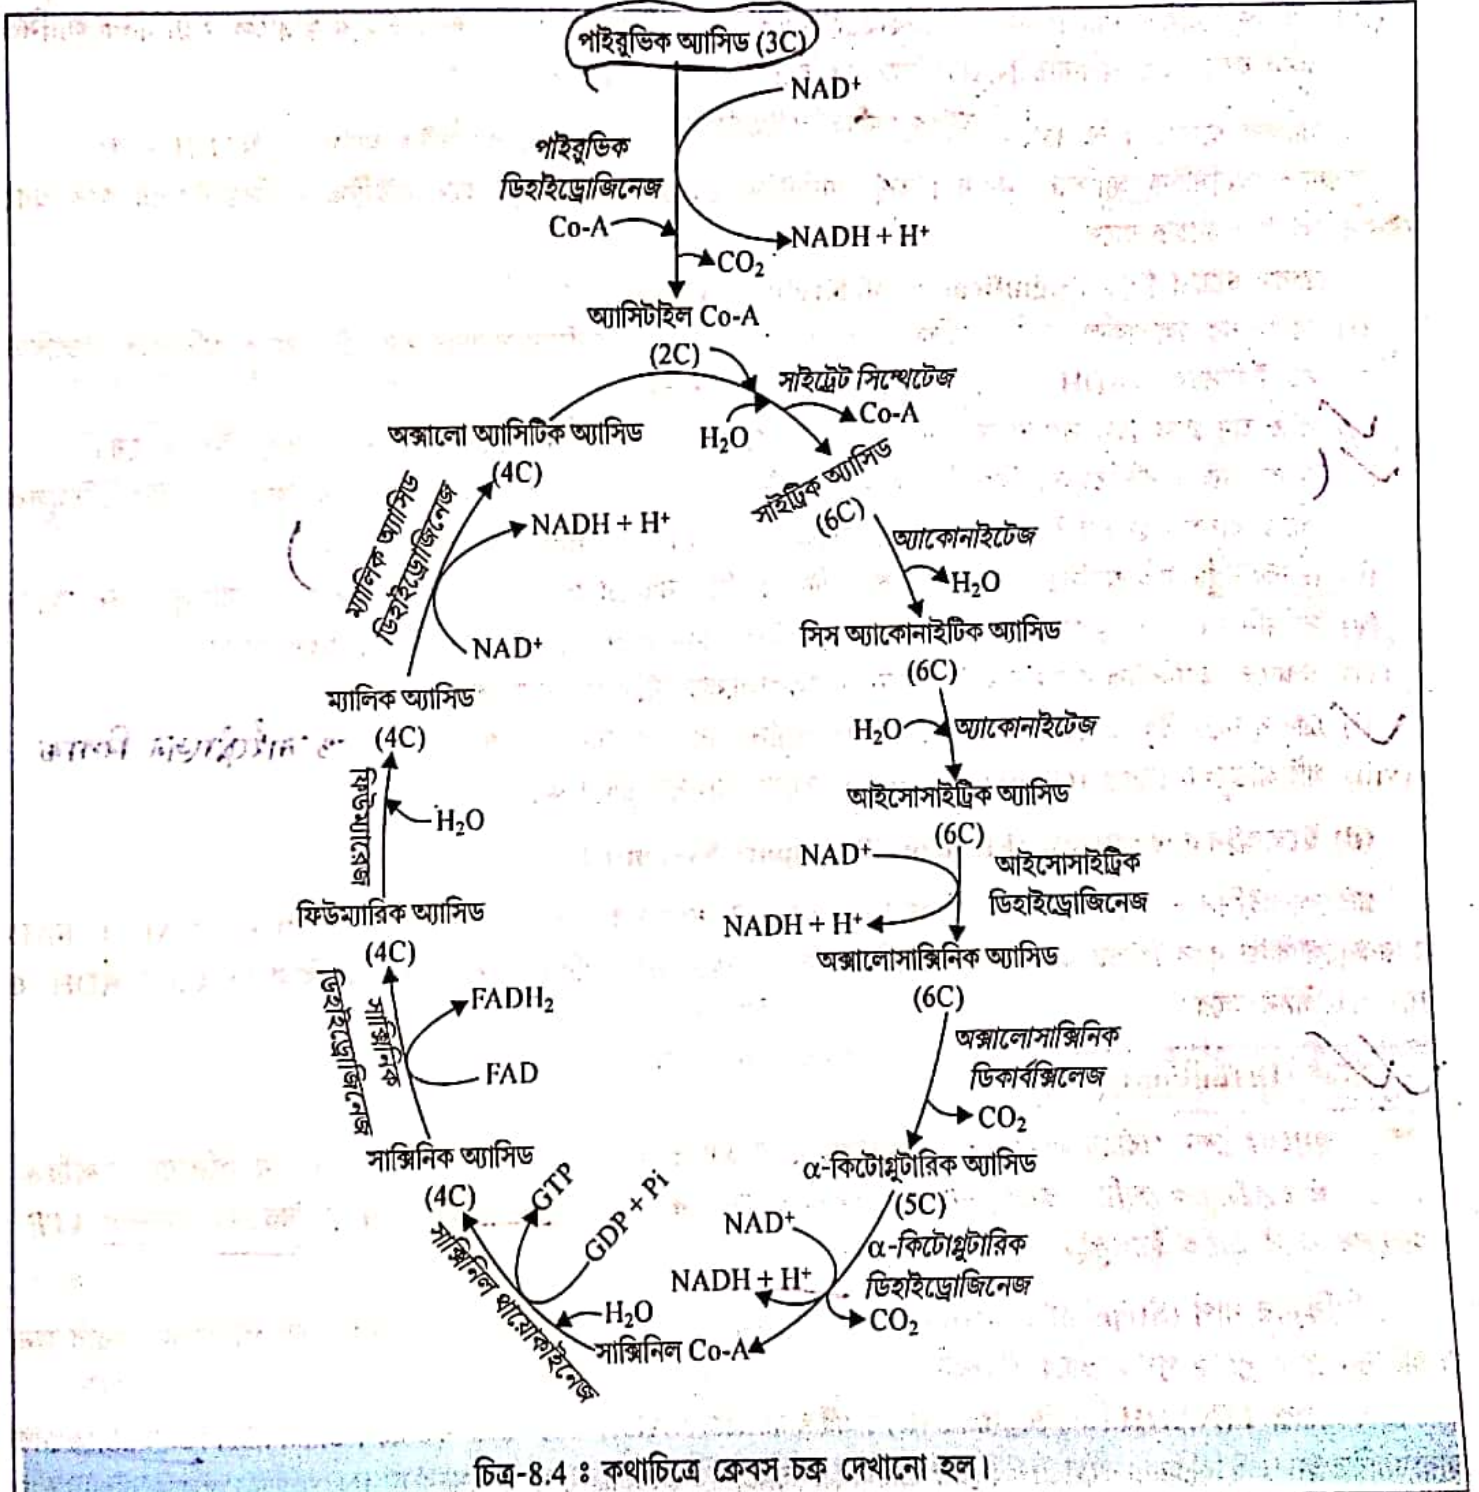 পাইরুভিক অ্যাসিড (3C)
NAD⁺
পাইরুভিক
ডিহাইড্রোজিনেজ
Co-A
NADH + H⁺
CO₂
অ্যাসিটাইল Co-A
(2C)
সাইট্রেট সিন্থেটেজ
Co-A
H₂O
অক্সালো অ্যাসিটিক অ্যাসিড
(4C)
সাইট্রিক অ্যাসিড
(6C)
ম্যালিক অ্যাসিড
ডিহাইড্রোজিনেজ
NADH + H⁺
NAD⁺
অ্যাকোনাইটেজ
H₂O
সিস অ্যাকোনাইটিক অ্যাসিড
(6C)
ম্যালিক অ্যাসিড
(4C)
H₂O
অ্যাকোনাইটেজ
আইসোসাইট্রিক অ্যাসিড
(6C)
ফিউম্যারেজ
H₂O
NAD⁺
আইসোসাইট্রিক
ডিহাইড্রোজিনেজ
NADH + H⁺
ফিউম্যারিক অ্যাসিড
(4C)
অক্সালোসাক্সিনিক অ্যাসিড
(6C)
সাক্সিনিক
ডিহাইড্রোজিনেজ
FADH₂
FAD
অক্সালোসাক্সিনিক
ডিকার্বক্সিলেজ
CO₂
সাক্সিনিক অ্যাসিড
(4C)
α-কিটোগ্লুটারিক অ্যাসিড
(5C)
GTP
GDP + Pi
NAD⁺
α-কিটোগ্লুটারিক
ডিহাইড্রোজিনেজ
NADH + H⁺
CO₂
সাক্সিনিল থায়োকাইনেজ
H₂O
সাক্সিনিল Co-A
চিত্র-8.4 : কথাচিত্রে ক্রেবস চক্র দেখানো হল।